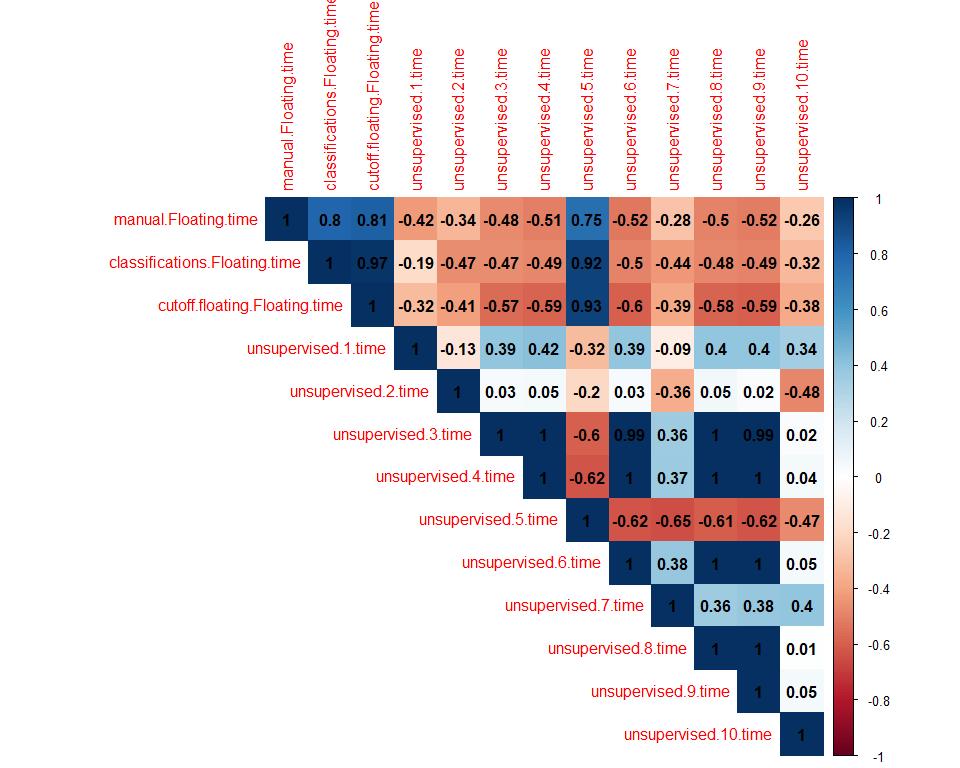 manual.Floating.time
classifications.Floating.time
cutoff.floating.Floating.time
unsupervised.1.time
unsupervised.2.time
unsupervised.3.time
unsupervised.4.time
unsupervised.5.time
unsupervised.6.time
unsupervised.7.time
unsupervised.8.time
unsupervised.9.time
unsupervised.10.time
manual.Floating.time 1 0.8 0.81 -0.42 -0.34 -0.48 -0.51 0.75 -0.52 -0.28 -0.5 -0.52 -0.26
classifications.Floating.time 1 0.97 -0.19 -0.47 -0.47 -0.49 0.92 -0.5 -0.44 -0.48 -0.49 -0.32
cutoff.floating.Floating.time 1 -0.32 -0.41 -0.57 -0.59 0.93 -0.6 -0.39 -0.58 -0.59 -0.38
unsupervised.1.time 1 -0.13 0.39 0.42 -0.32 0.39 -0.09 0.4 0.4 0.34
unsupervised.2.time 1 0.03 0.05 -0.2 0.03 -0.36 0.05 0.02 -0.48
unsupervised.3.time 1 1 -0.6 0.99 0.36 1 0.99 0.02
unsupervised.4.time 1 -0.62 1 0.37 1 1 0.04
unsupervised.5.time 1 -0.62 -0.65 -0.61 -0.62 -0.47
unsupervised.6.time 1 0.38 1 1 0.05
unsupervised.7.time 1 0.36 0.38 0.4
unsupervised.8.time 1 1 0.01
unsupervised.9.time 1 0.05
unsupervised.10.time 1
1
0.8
0.6
0.4
0.2
0
-0.2
-0.4
-0.6
-0.8
-1